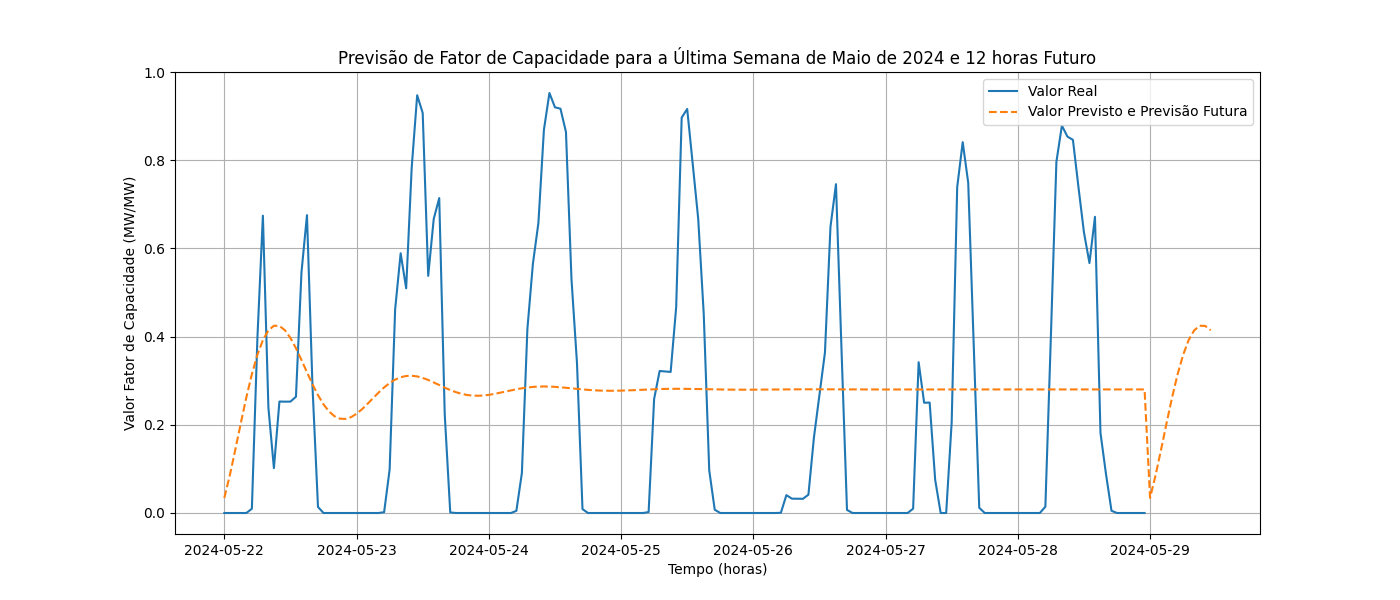 Previsão de Fator de Capacidade para a Última Semana de Maio de 2024 e 12 horas Futuro
Valor Real
Valor Previsto e Previsão Futura
Valor Fator de Capacidade (MW/MW)
1.0
0.8
0.6
0.4
0.2
0.0
2024-05-22 2024-05-23 2024-05-24 2024-05-25 2024-05-26 2024-05-27 2024-05-28 2024-05-29
Tempo (horas)